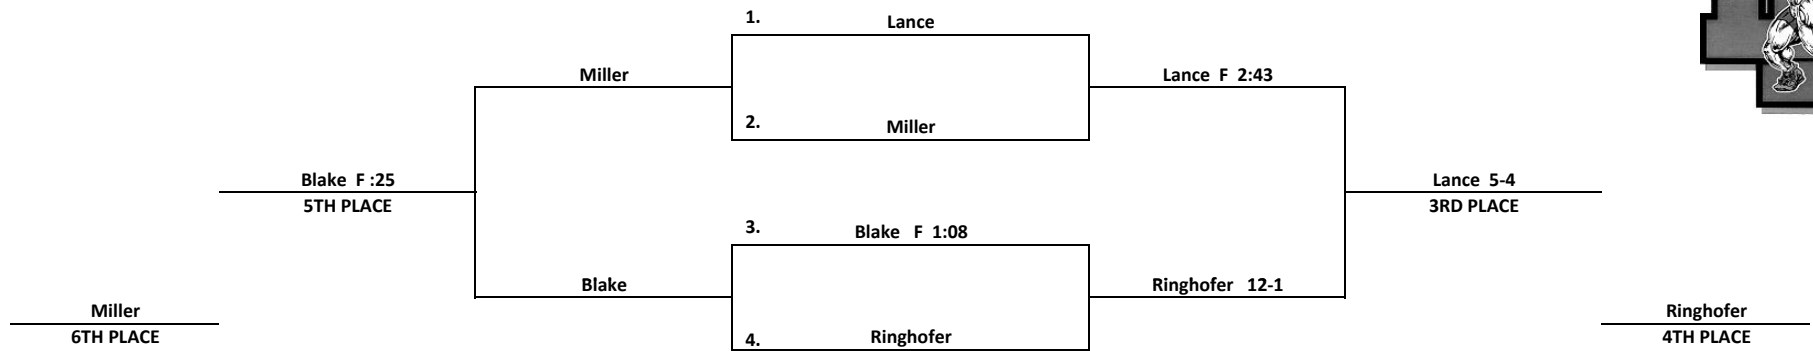 1. Lance
Miller
Lance F 2:43
2. Miller
Blake F :25
5TH PLACE
Lance 5-4
3RD PLACE
3. Blake F 1:08
Blake
Ringhofer 12-1
Miller
6TH PLACE
4. Ringhofer
Ringhofer
4TH PLACE